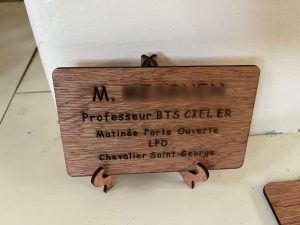 M.
Professeur BTS CIEL ER
Matinée Porte Ouverte
LPO
Chevalier Saint-George